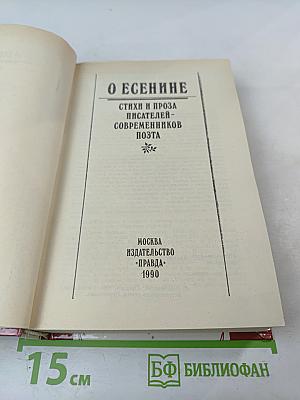 О ЕСЕНИНЕ
СТИХИ И ПРОЗА
ПИСАТЕЛЕЙ-
СОВРЕМЕННИКОВ
ПОЭТА
МОСКВА
ИЗДАТЕЛЬСТВО
«ПРАВДА»
1990
15 см
БФ БИБЛИОФАН